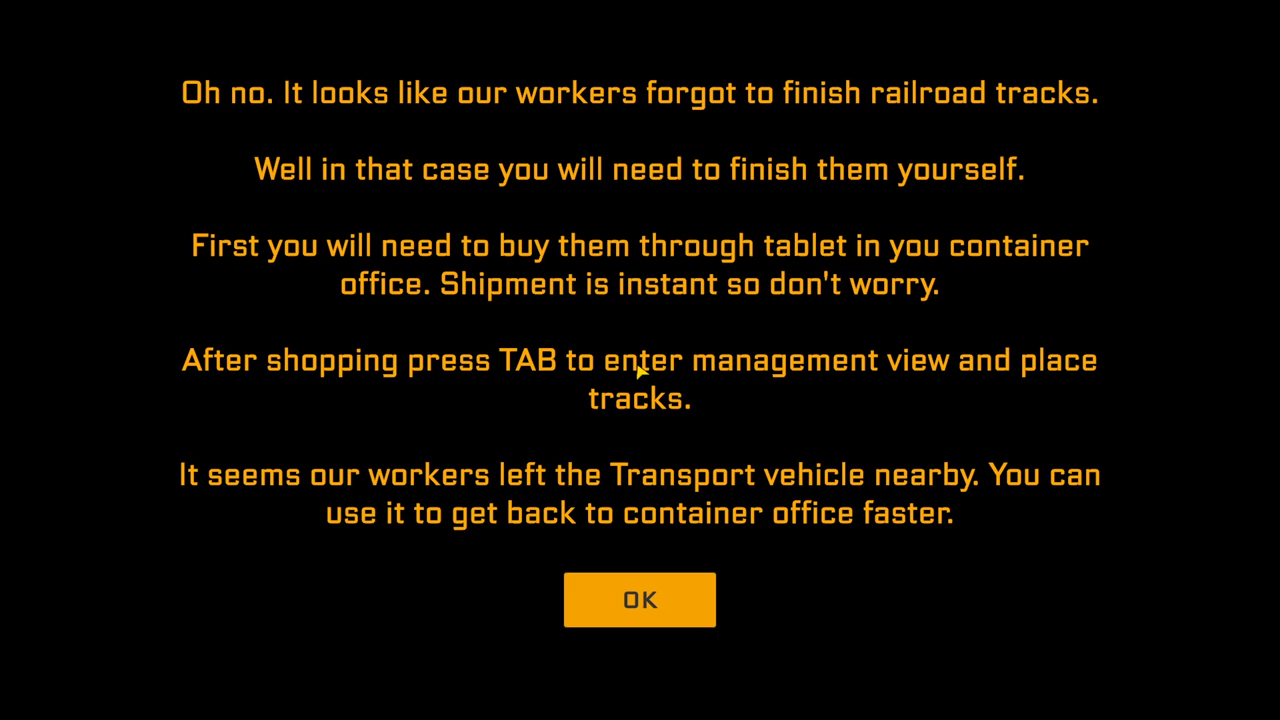 Oh no. It looks like our workers forgot to finish railroad tracks.
Well in that case you will need to finish them yourself.
First you will need to buy them through tablet in you container
office. Shipment is instant so don't worry.
After shopping press TAB to enter management view and place
tracks.
It seems our workers left the Transport vehicle nearby. You can
use it to get back to container office faster.
OK